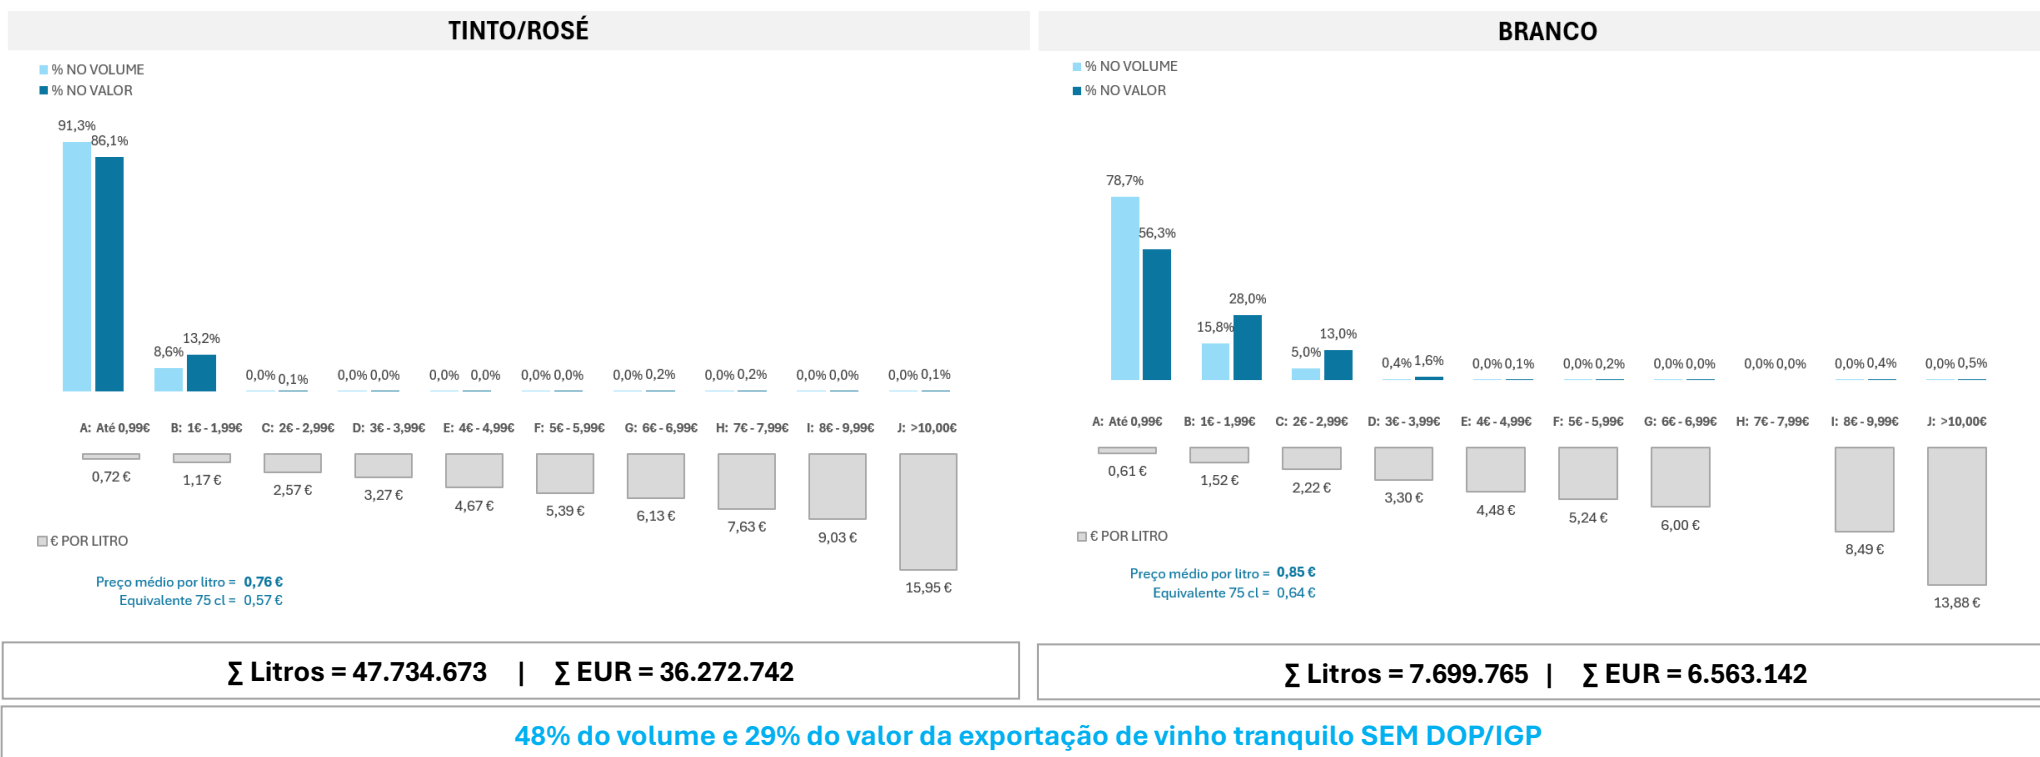 TINTO/ROSÉ
% NO VOLUME
% NO VALOR
91,3%
86,1%
8,6%
13,2%
0,0%
0,1%
0,0%
0,0%
0,0%
0,0%
0,0%
0,0%
0,0%
0,2%
0,0%
0,2%
0,0%
0,0%
0,0%
0,1%
A: Até 0,99€
B: 1€ - 1,99€
C: 2€ - 2,99€
D: 3€ - 3,99€
E: 4€ - 4,99€
F: 5€ - 5,99€
G: 6€ - 6,99€
H: 7€ - 7,99€
I: 8€ - 9,99€
J: >10,00€
0,72 €
1,17 €
2,57 €
3,27 €
4,67 €
5,39 €
6,13 €
7,63 €
9,03 €
15,95 €
€ POR LITRO
Preço médio por litro = 0,76 €
Equivalente 75 cl = 0,57 €
∑ Litros = 47.734.673 | ∑ EUR = 36.272.742
BRANCO
% NO VOLUME
% NO VALOR
78,7%
56,3%
15,8%
28,0%
5,0%
13,0%
0,4%
1,6%
0,0%
0,1%
0,0%
0,2%
0,0%
0,0%
0,0%
0,0%
0,0%
0,4%
0,0%
0,5%
A: Até 0,99€
B: 1€ - 1,99€
C: 2€ - 2,99€
D: 3€ - 3,99€
E: 4€ - 4,99€
F: 5€ - 5,99€
G: 6€ - 6,99€
H: 7€ - 7,99€
I: 8€ - 9,99€
J: >10,00€
0,61 €
1,52 €
2,22 €
3,30 €
4,48 €
5,24 €
6,00 €
8,49 €
13,88 €
€ POR LITRO
Preço médio por litro = 0,85 €
Equivalente 75 cl = 0,64 €
∑ Litros = 7.699.765 | ∑ EUR = 6.563.142
48% do volume e 29% do valor da exportação de vinho tranquilo SEM DOP/IGP